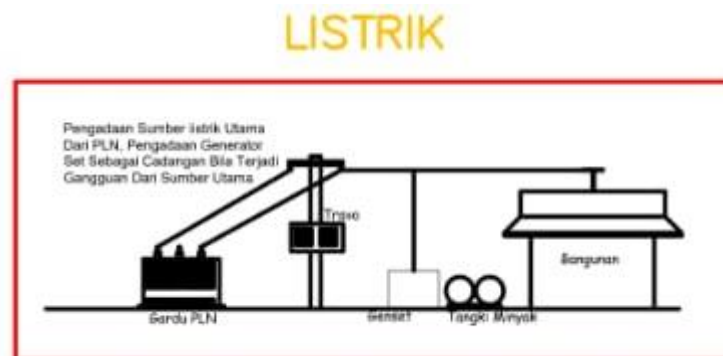 LISTRIK
Pengadaan Sumber listrik Utama
Dari PLN, Pengadaan Generator
Set Sebagai Cadangan Bila Terjadi
Gangguan Dari Sumber Utama
Travo
Bangunan
Gardu PLN
Genset
Tangki Minyak